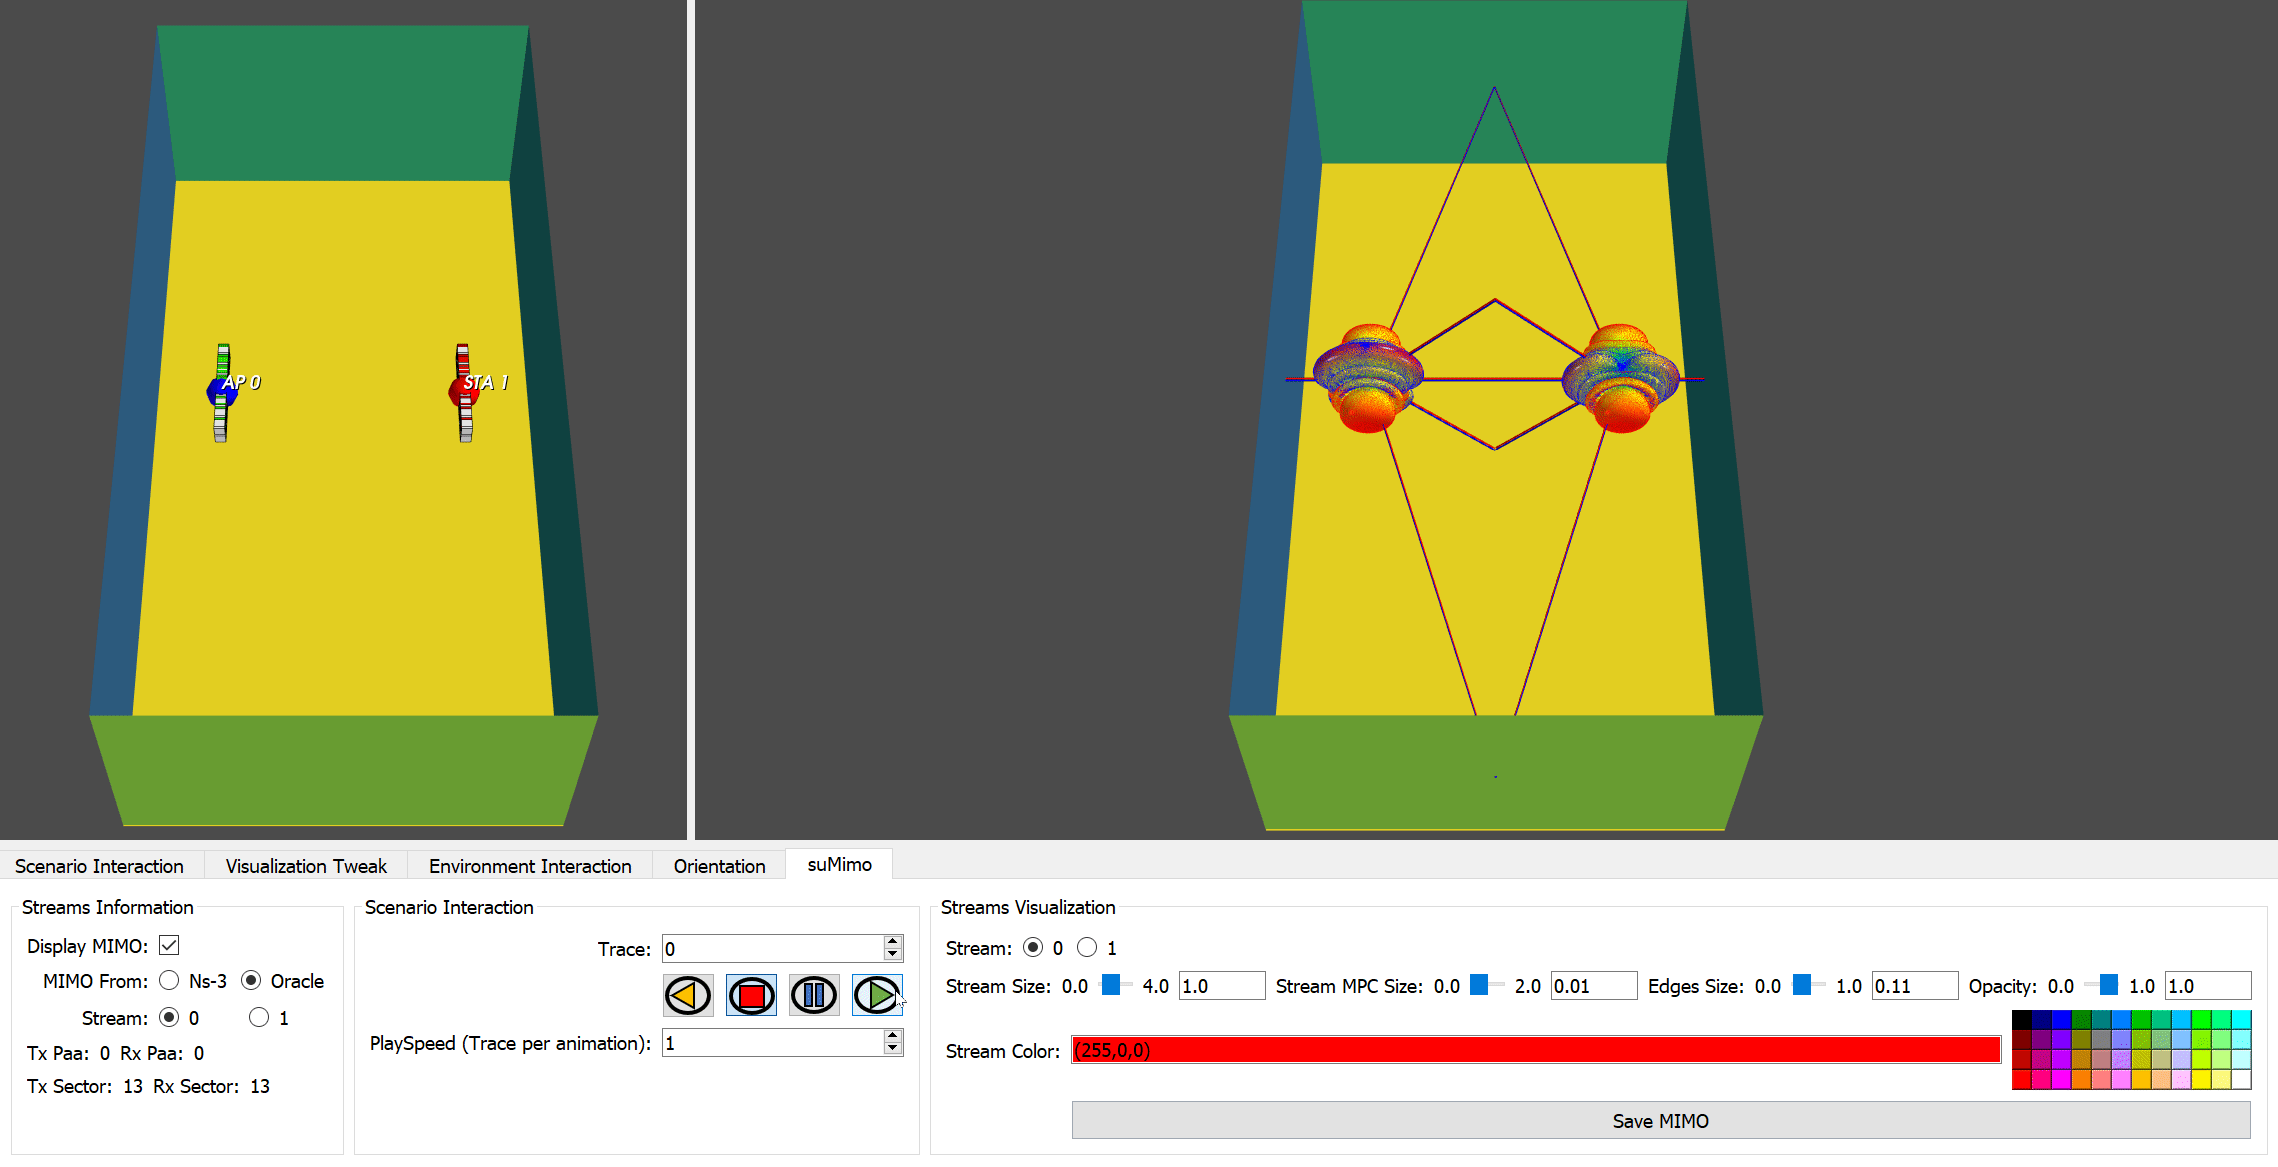 AP 0
STA 1
Scenario Interaction Visualization Tweak Environment Interaction Orientation suMimo
Streams Information
Display MIMO:
MIMO From: Ns-3 Oracle
Stream: 0 1
Tx Paa: 0 Rx Paa: 0
Tx Sector: 13 Rx Sector: 13
Scenario Interaction
Trace: 0
PlaySpeed (Trace per animation): 1
Streams Visualization
Stream: 0 1
Stream Size: 0.0 4.0 1.0 Stream MPC Size: 0.0 2.0 0.01 Edges Size: 0.0 1.0 0.11 Opacity: 0.0 1.0 1.0
Stream Color: (255,0,0)
Save MIMO